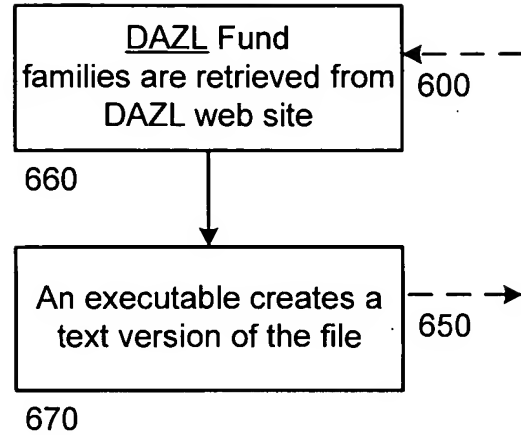 DAZL Fund
families are retrieved from
DAZL web site
600
660
An executable creates a
text version of the file
650
670